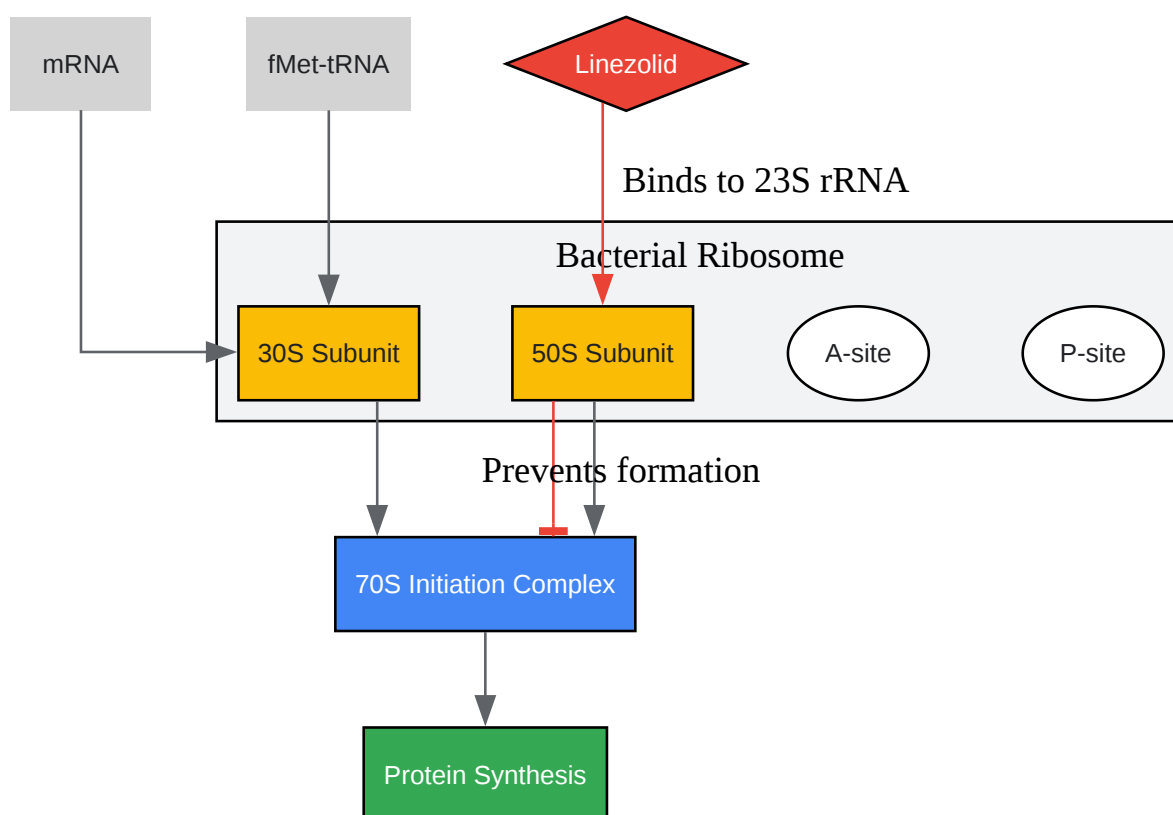 mRNA
fMet-tRNA
Linezolid
Binds to 23S rRNA
Bacterial Ribosome
30S Subunit
50S Subunit
A-site
P-site
Prevents formation
70S Initiation Complex
Protein Synthesis